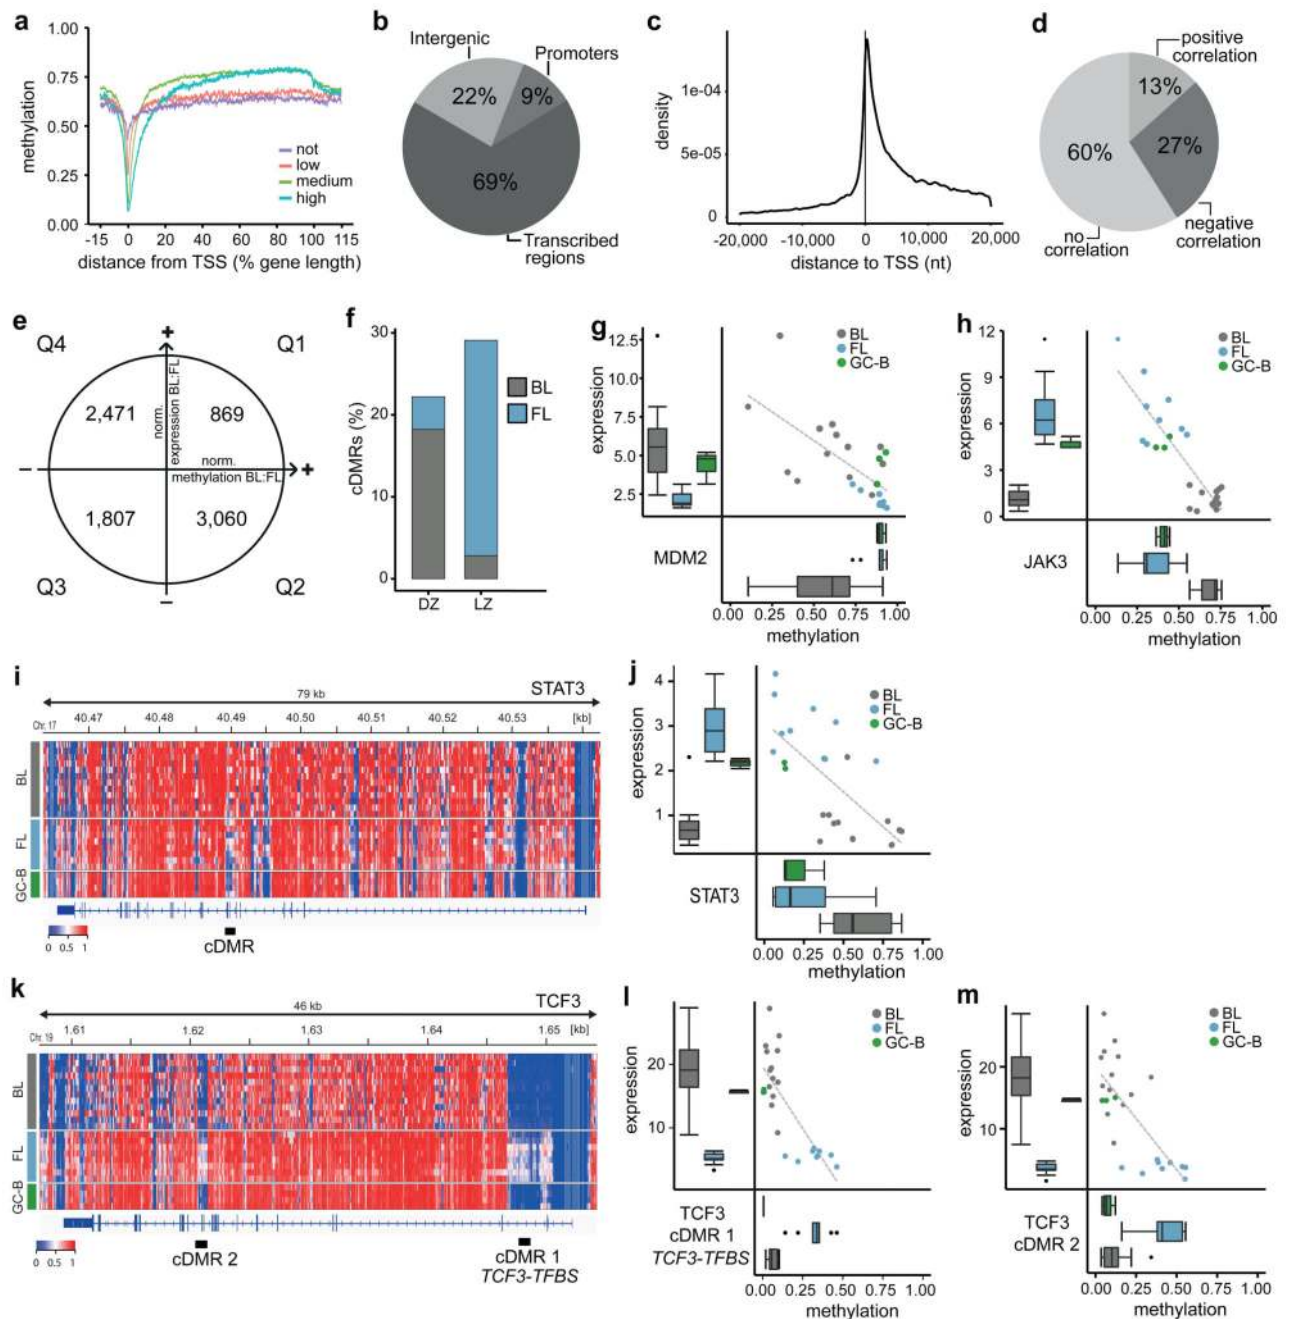 a
1.00
0.75
0.50
0.25
0.00
methylation
not
low
medium
high
-15 0 20 40 60 80 100 115
distance from TSS (% gene length)
b
Intergenic
Promoters
22%
9%
69%
Transcribed
regions
c
density
1e-04
5e-05
0
-20,000 -10,000 0 10,000 20,000
distance to TSS (nt)
d
positive
correlation
13%
60%
27%
no
correlation
negative
correlation
e
Q4
+
Q1
2,471
norm.
expression BL:FL
869
norm.
methylation BL:FL
− +
1,807
3,060
Q3
−
Q2
f
cDMRs (%)
30
20
10
0
BL
FL
DZ LZ
g
expression
12.5
10.0
7.5
5.0
2.5
BL
FL
GC-B
MDM2
0.00 0.25 0.50 0.75 1.00
methylation
h
expression
12
9
6
3
0
BL
FL
GC-B
JAK3
0.00 0.25 0.50 0.75 1.00
methylation
i
79 kb
STAT3
Chr. 17
40.47 40.48 40.49 40.50 40.51 40.52 40.53 [kb]
BL
FL
GC-B
0 0.5 1
cDMR
j
expression
4
3
2
1
BL
FL
GC-B
STAT3
0.00 0.25 0.50 0.75 1.00
methylation
k
46 kb
TCF3
Chr. 19
1.61 1.62 1.63 1.64 1.65 [kb]
BL
FL
GC-B
0 0.5 1
cDMR 2
cDMR 1
TCF3-TFBS
l
expression
20
10
BL
FL
GC-B
TCF3
cDMR 1
TCF3-TFBS
0.00 0.25 0.50 0.75 1.00
methylation
m
expression
20
10
BL
FL
GC-B
TCF3
cDMR 2
0.00 0.25 0.50 0.75 1.00
methylation